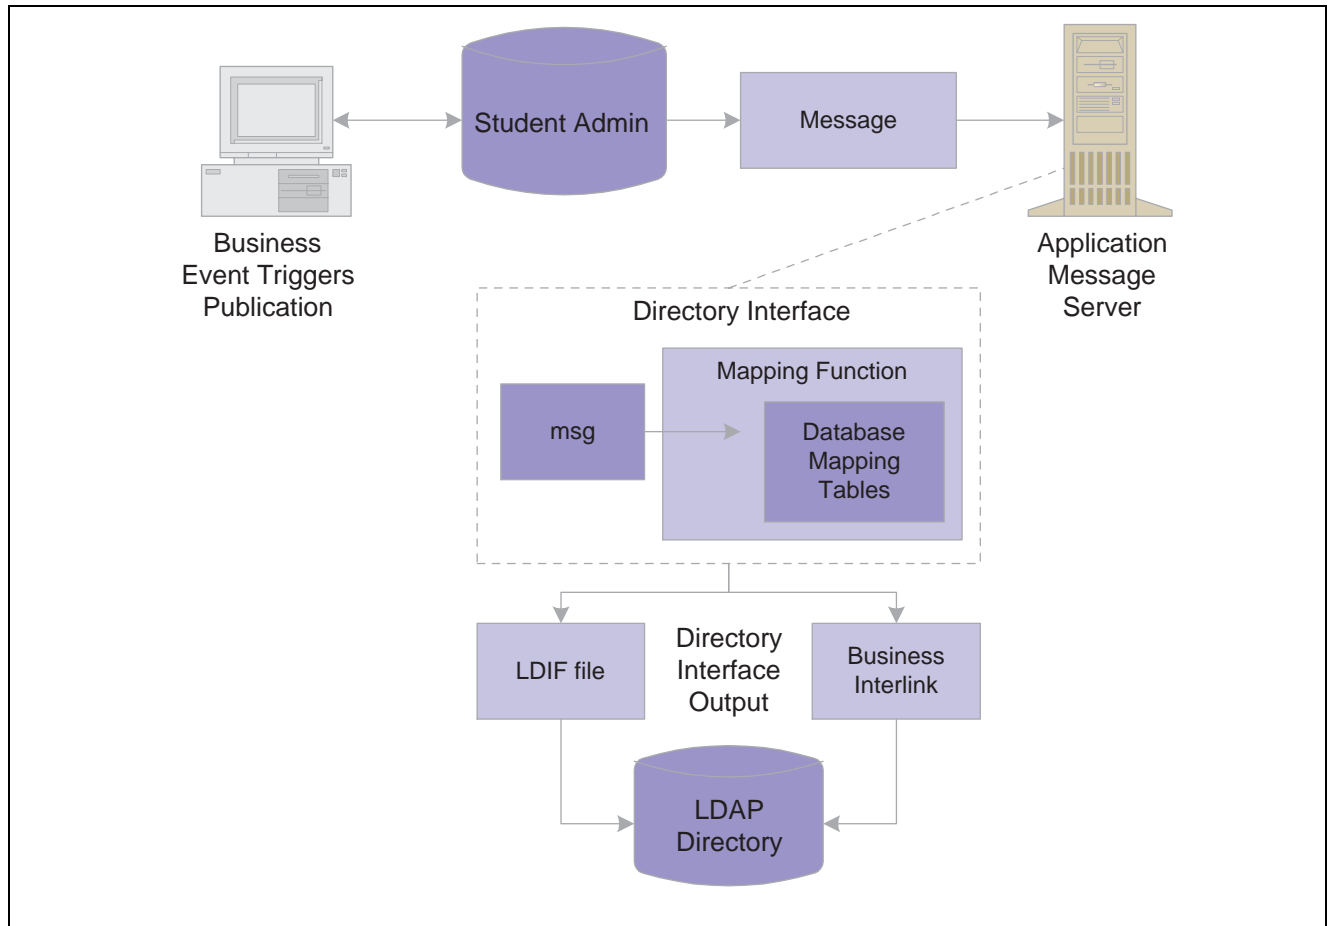 Student Admin
Message
Business
Event Triggers
Publication
Application
Message
Server
Directory Interface
Mapping Function
msg
Database
Mapping
Tables
LDIF file
Directory
Interface
Output
Business
Interlink
LDAP
Directory